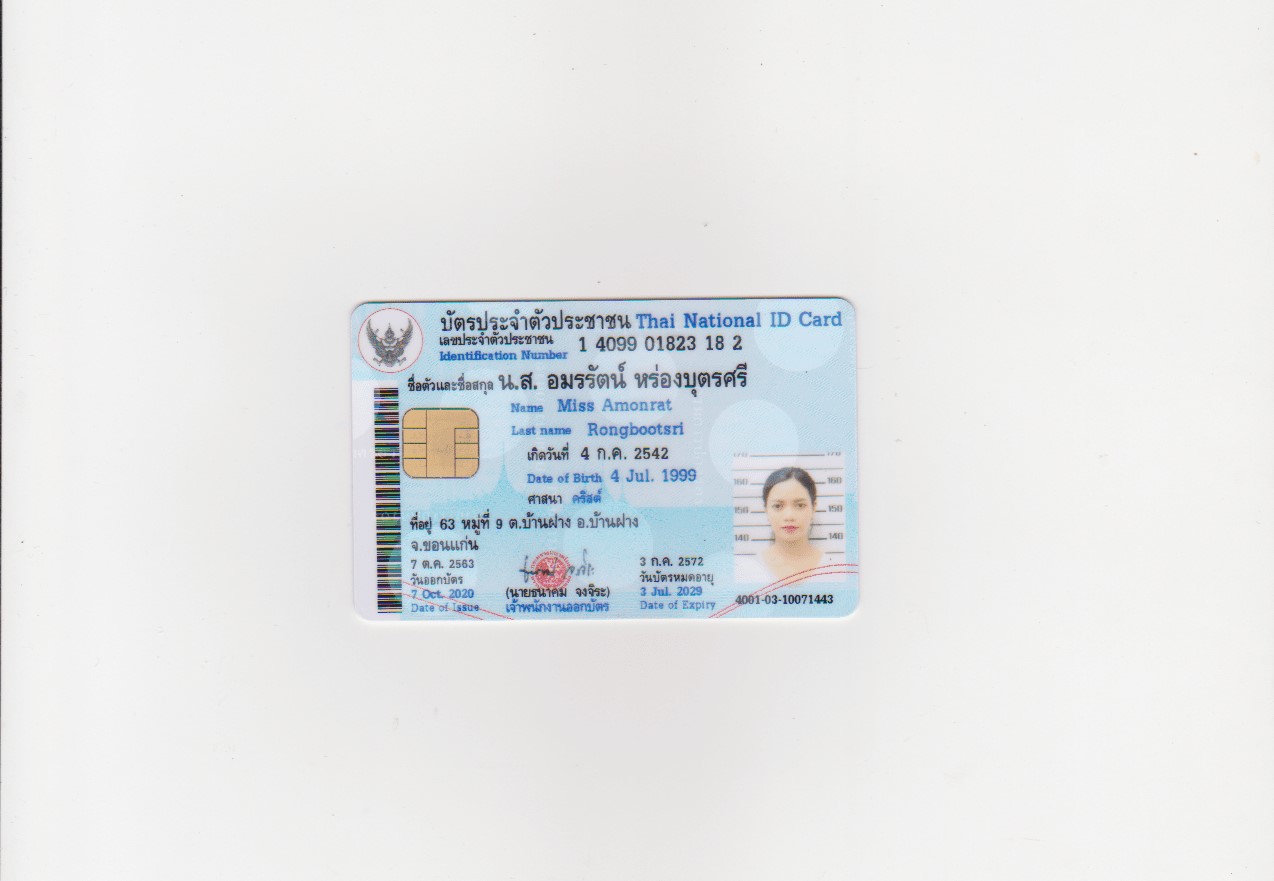 บัตรประจำตัวประชาชน Thai National ID Card
เลขประจำตัวประชาชน 1 4099 01823 18 2
Identification Number
ชื่อตัวและชื่อสกุล น.ส. อมรรัตน์ หร่องบุตรศรี
Name Miss Amonrat
Last name Rongbootsri
เกิดวันที่ 4 ก.ค. 2542
Date of Birth 4 Jul. 1999
ศาสนา คริสต์
ที่อยู่ 63 หมู่ที่ 9 ต.บ้านฝาง อ.บ้านฝาง
จ.ขอนแก่น
7 ต.ค. 2563
วันออกบัตร
7 Oct. 2020
Date of Issue
(นายธนาคม จงจิระ)
เจ้าพนักงานออกบัตร
3 ก.ค. 2572
วันบัตรหมดอายุ
3 Jul. 2029
Date of Expiry
170 170
160 160
150 150
140 140
4001-03-10071443